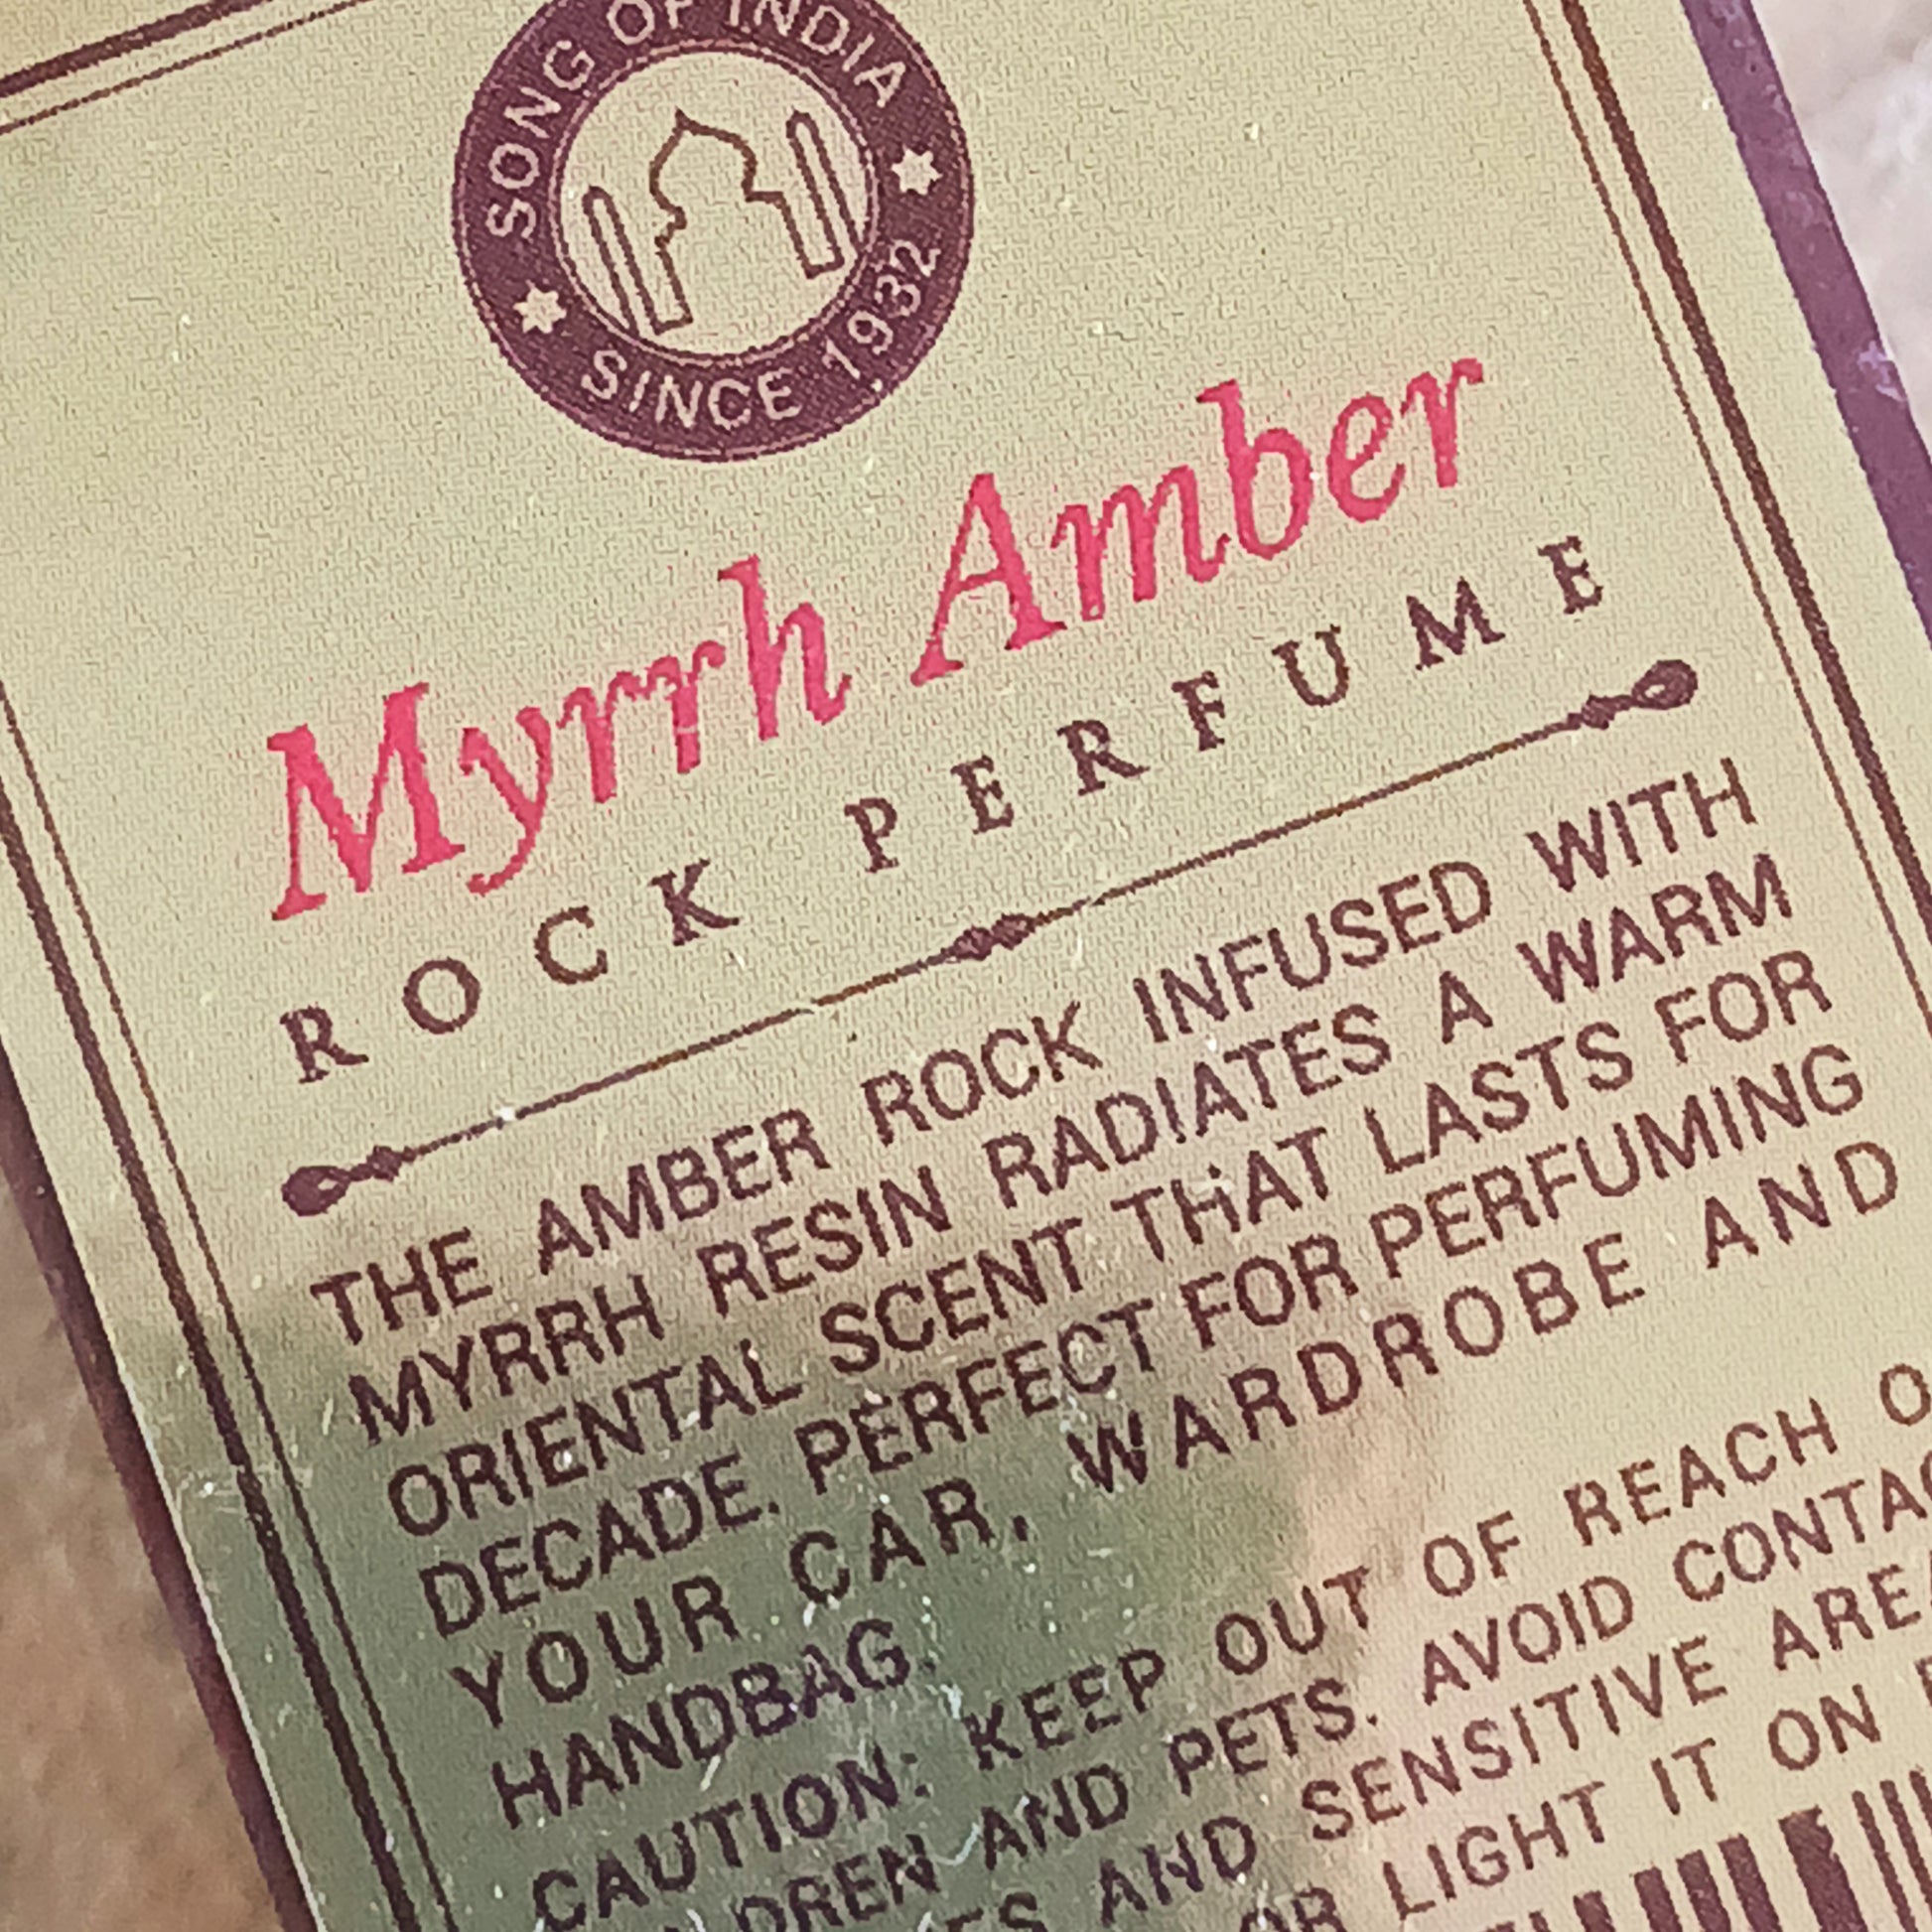 SONG OF INDIA
SINCE 1932
Myrrh Amber
ROCK PERFUME
THE AMBER ROCK INFUSED WITH
MYRRH RESIN RADIATES A WARM
ORIENTAL SCENT THAT LASTS FOR
DECADE. PERFECT FOR PERFUMING
YOUR CAR, WARDROBE AND
HANDBAG.
CAUTION: KEEP OUT OF REACH
AND PETS. AVOID
AND SENSITIVE
OR LIGHT IT ON